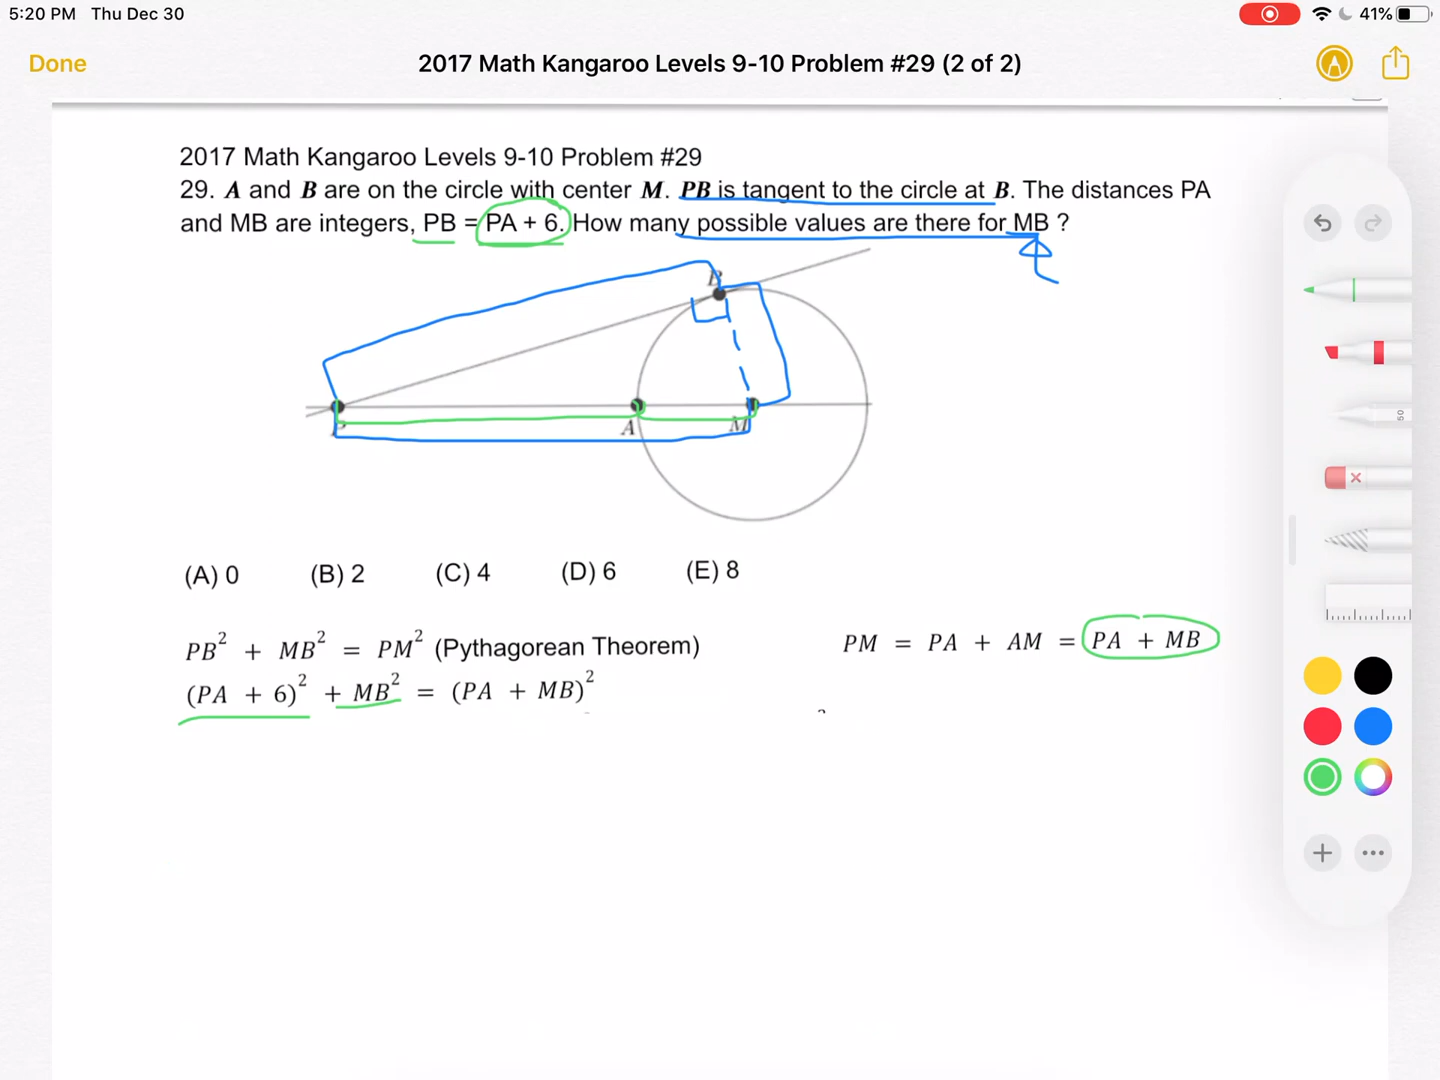 5:20 PM Thu Dec 30
41%
Done
2017 Math Kangaroo Levels 9-10 Problem #29 (2 of 2)
2017 Math Kangaroo Levels 9-10 Problem #29
29. A and B are on the circle with center M. PB is tangent to the circle at B. The distances PA
and MB are integers, PB = PA + 6. How many possible values are there for MB ?
B
P
A
M
50
(A) 0 (B) 2 (C) 4 (D) 6 (E) 8
PB² + MB² = PM² (Pythagorean Theorem)
PM = PA + AM = PA + MB
(PA + 6)² + MB² = (PA + MB)²